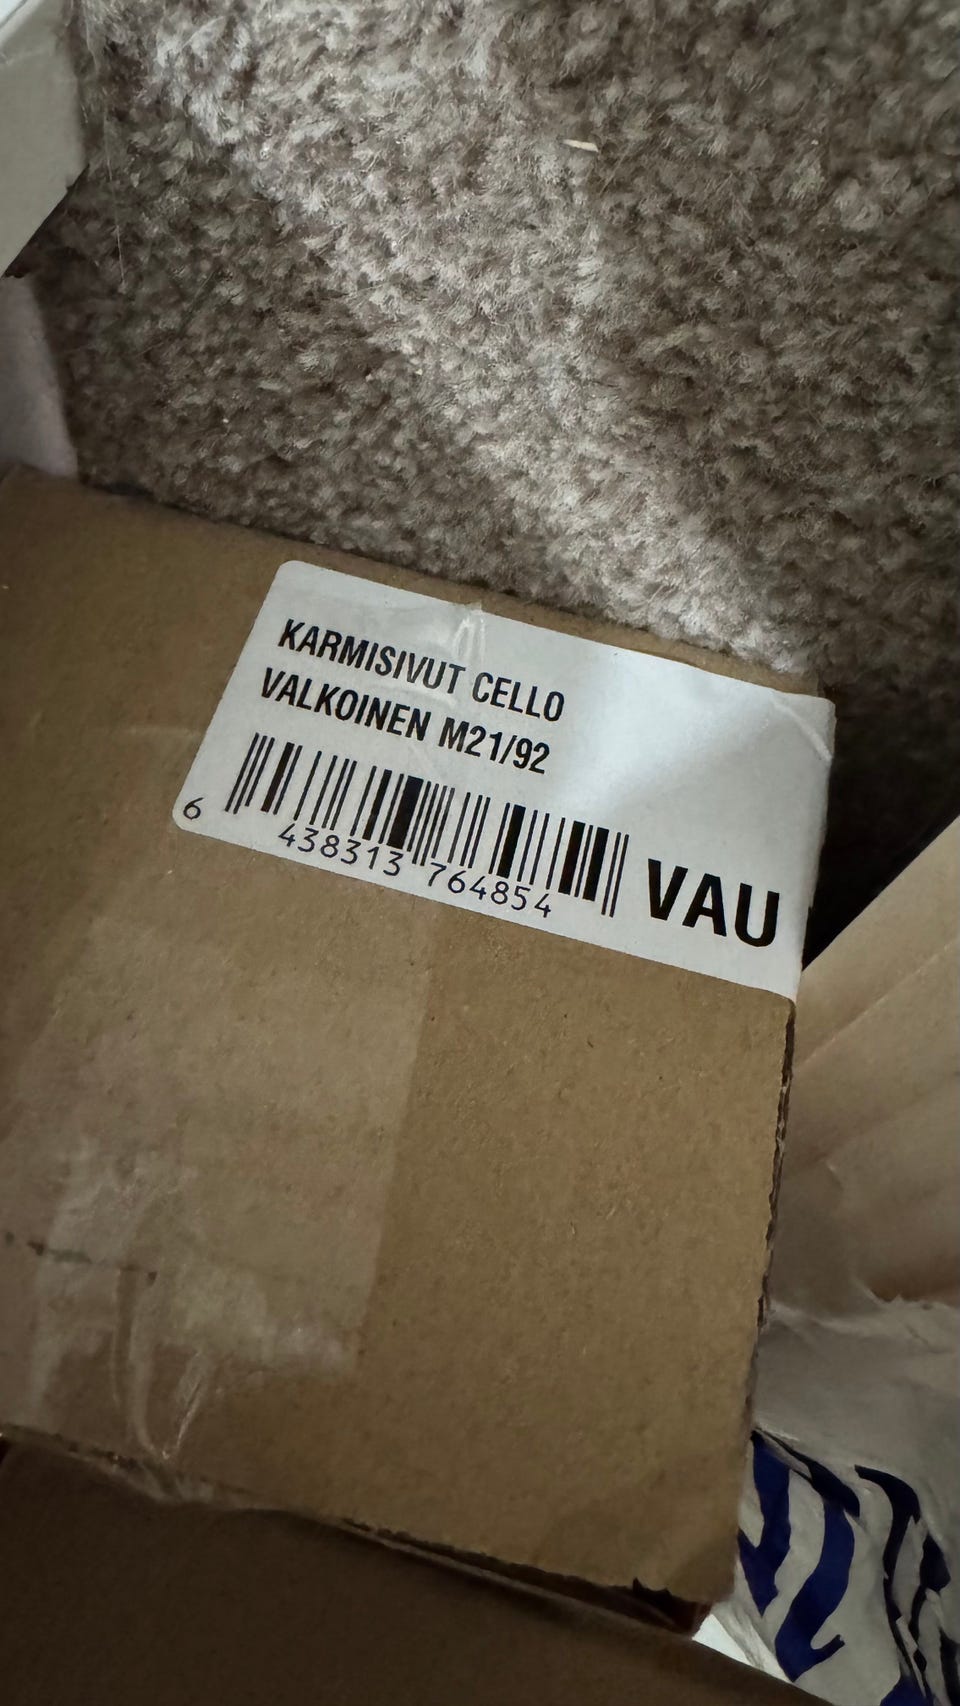 KARMISIVUT CELLO
VALKOINEN M21/92
6 438313 764854
VAU